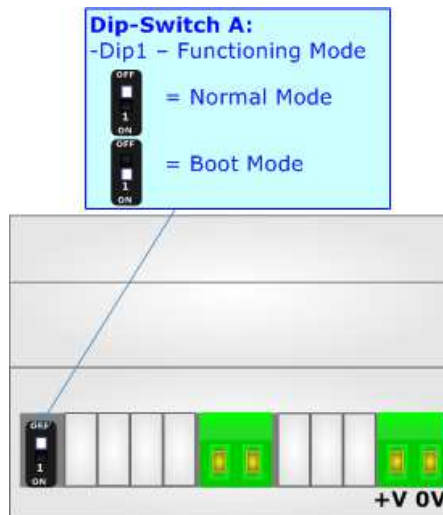 Dip-Switch A:
-Dip1 – Functioning Mode
OFF
= Normal Mode
1
ON
OFF
= Boot Mode
1
ON
OFF
1
ON
+V 0V